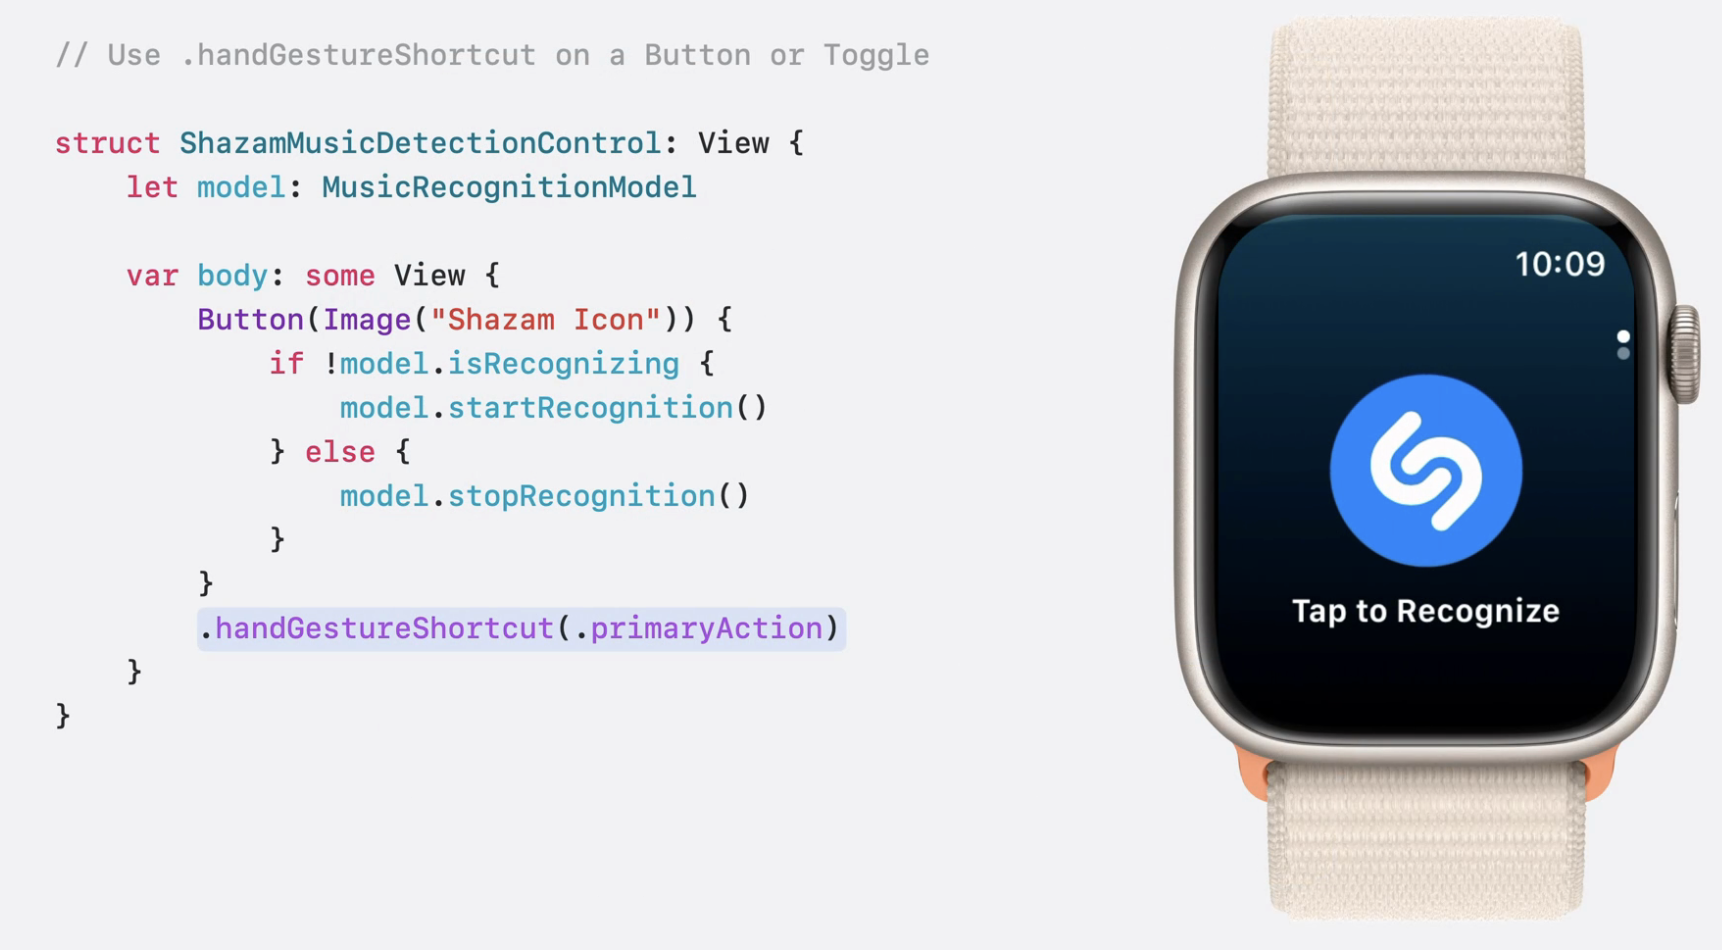 // Use .handGestureShortcut on a Button or Toggle
struct ShazamMusicDetectionControl: View {
let model: MusicRecognitionModel
var body: some View {
Button(Image("Shazam Icon")) {
if !model.isRecognizing {
model.startRecognition()
} else {
model.stopRecognition()
}
}
.handGestureShortcut(.primaryAction)
}
}
10:09
Tap to Recognize